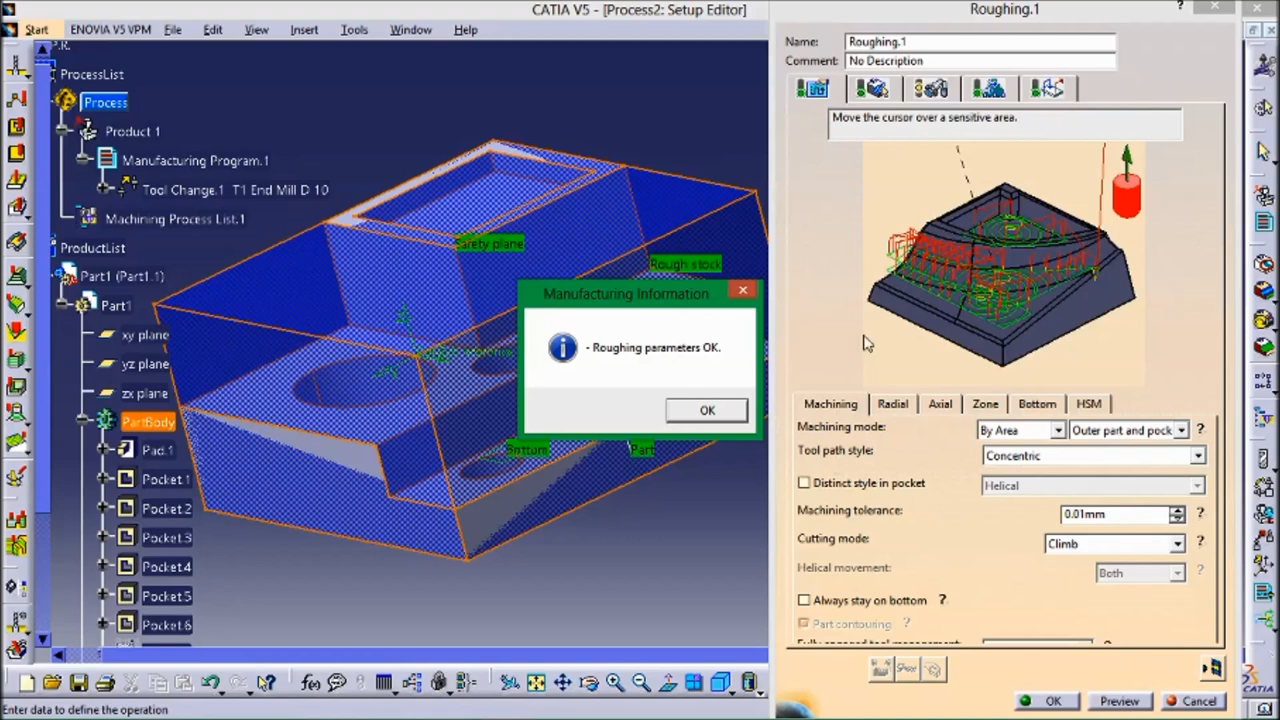 CATIA V5 - [Process2: Setup Editor]
Start ENOVIA V5 VPM File Edit View Insert Tools Window Help
P.R.
ProcessList
Process
Product 1
Manufacturing Program.1
Tool Change.1 T1 End Mill D 10
Machining Process List.1
ProductList
Part1 (Part1.1)
Part1
xy plane
yz plane
zx plane
PartBody
Pad.1
Pocket.1
Pocket.2
Pocket.3
Pocket.4
Pocket.5
Pocket.6
Safety plane
Rough stock
Bottom
Part
Manufacturing Information
- Roughing parameters OK.
OK
Roughing.1
?
Name: Roughing.1
Comment: No Description
Move the cursor over a sensitive area.
Machining Radial Axial Zone Bottom HSM
Machining mode: By Area Outer part and pock ?
Tool path style: Concentric
Distinct style in pocket Helical
Machining tolerance: 0.01mm ?
Cutting mode: Climb ?
Helical movement: Both ?
Always stay on bottom ?
Part contouring ?
OK Preview Cancel
CATIA
Enter data to define the operation